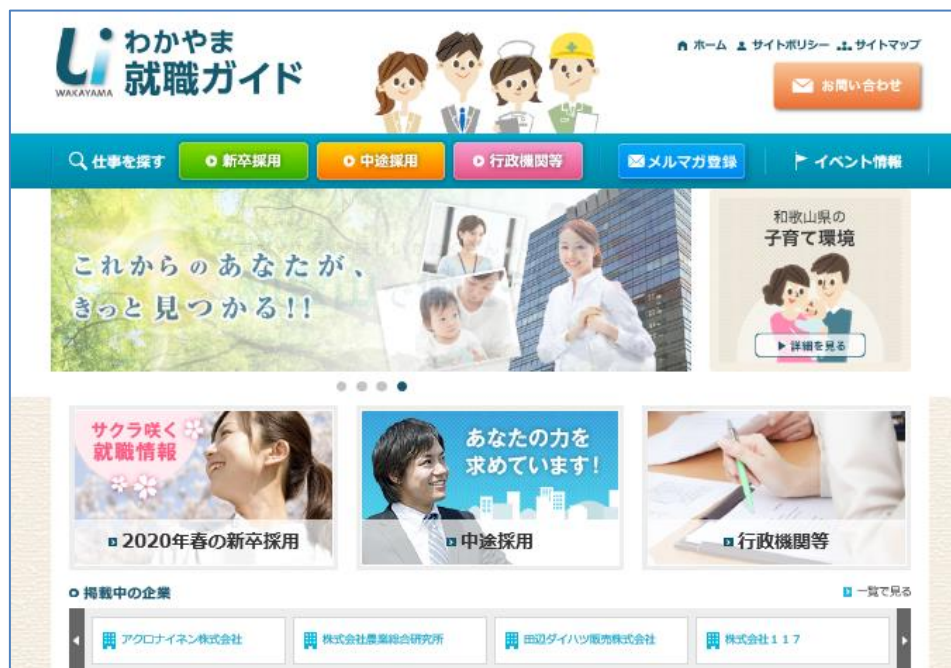 わかやま
就職ガイド
WAKAYAMA
ホーム サイトポリシー サイトマップ
お問い合わせ
仕事を探す 新卒採用 中途採用 行政機関等 メルマガ登録 イベント情報
これからのあなたが、
きっと見つかる!!
和歌山県の
子育て環境
詳細を見る
サクラ咲く
就職情報
2020年春の新卒採用
あなたの力を
求めています!
中途採用
行政機関等
掲載中の企業 一覧で見る
アクロナイネン株式会社 株式会社農業総合研究所 田辺ダイハツ販売株式会社 株式会社117